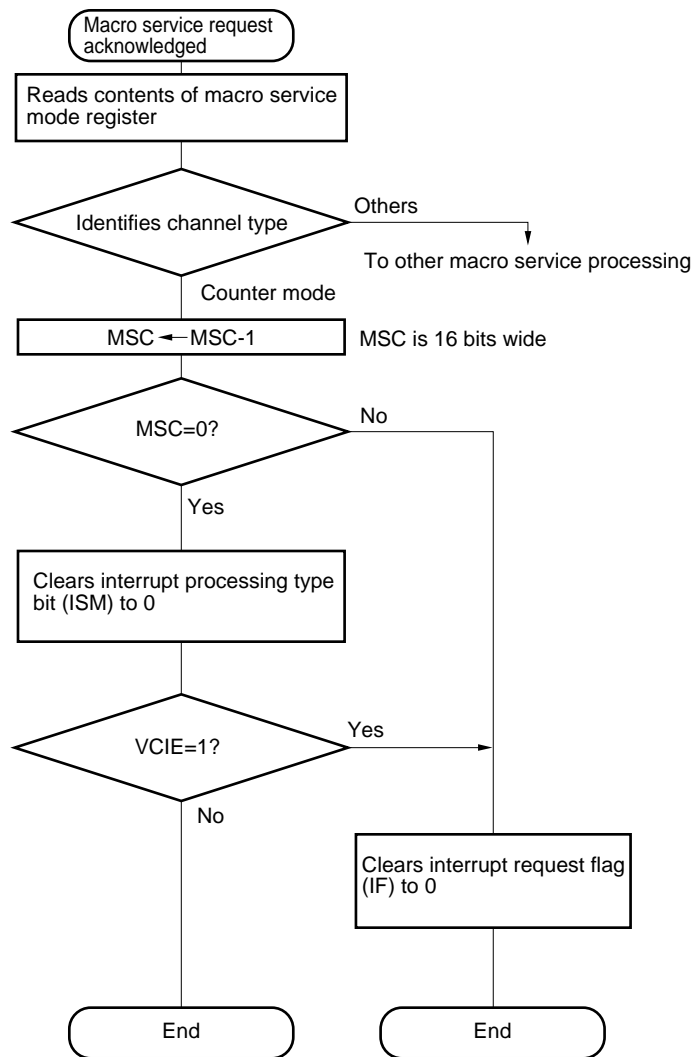 Macro service request
acknowledged
Reads contents of macro service
mode register
Identifies channel type
Others
To other macro service processing
Counter mode
MSC ← MSC-1
MSC is 16 bits wide
MSC=0?
No
Yes
Clears interrupt processing type
bit (ISM) to 0
VCIE=1?
Yes
No
Clears interrupt request flag
(IF) to 0
End
End